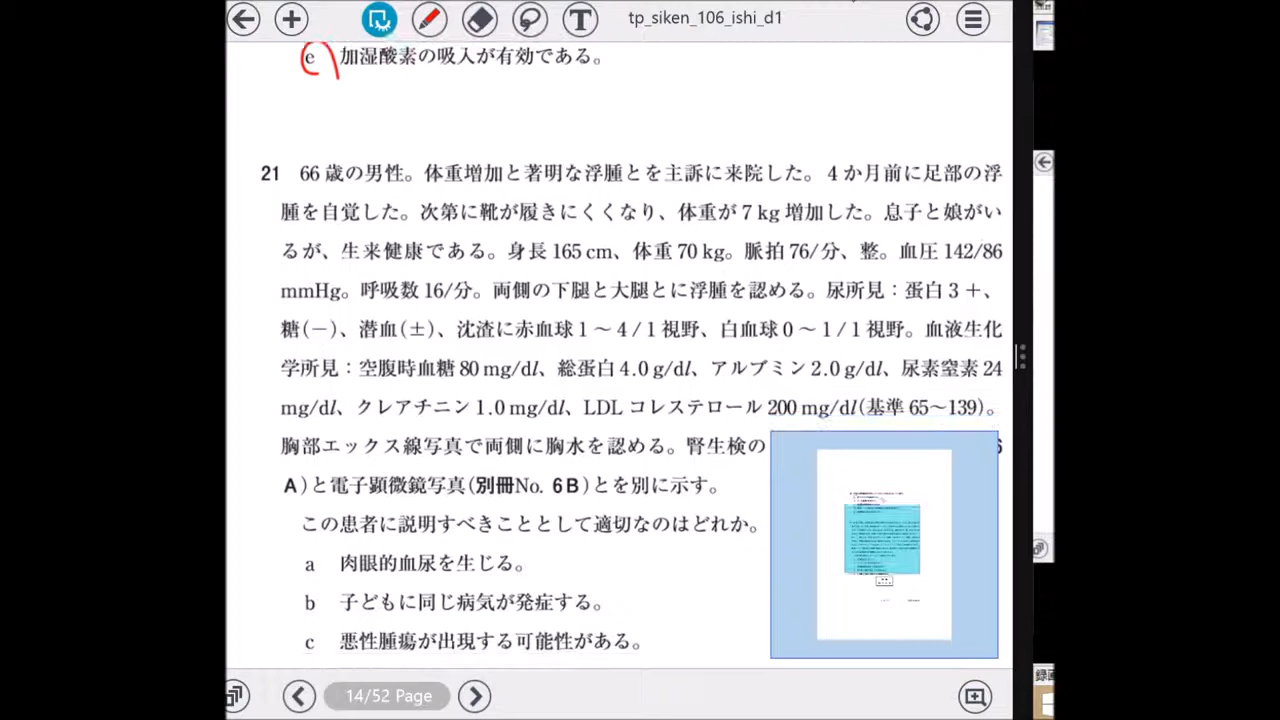 T tp_siken_106_ishi_d1
e 加湿酸素の吸入が有効である。
21 66歳の男性。体重増加と著明な浮腫とを主訴に来院した。4か月前に足部の浮
腫を自覚した。次第に靴が履きにくくなり、体重が7kg増加した。息子と娘がい
るが、生来健康である。身長165cm、体重70kg。脈拍76/分、整。血圧142/86
mmHg。呼吸数16/分。両側の下腿と大腿とに浮腫を認める。尿所見：蛋白3+、
糖(−)、潜血(±)、沈渣に赤血球1～4/1視野、白血球0～1/1視野。血液生化
学所見：空腹時血糖80mg/dl、総蛋白4.0g/dl、アルブミン2.0g/dl、尿素窒素24
mg/dl、クレアチニン1.0mg/dl、LDLコレステロール200mg/dl(基準65～139)。
胸部エックス線写真で両側に胸水を認める。腎生検の
A)と電子顕微鏡写真(別冊No. 6B)とを別に示す。
この患者に説明すべきこととして適切なのはどれか。
a 肉眼的血尿を生じる。
b 子どもに同じ病気が発症する。
c 悪性腫瘍が出現する可能性がある。
14/52 Page